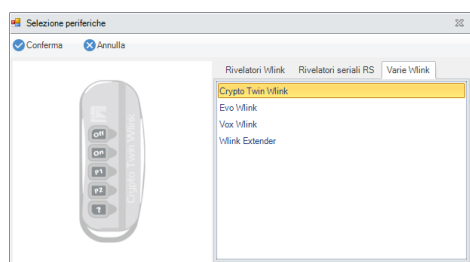 Selezione periferiche
Conferma Annulla
Rivelatori Wlink Rivelatori seriali RS Varie Wlink
Crypto Twin Wlink
Evo Wlink
Vox Wlink
Wlink Extender
Off
On
F1
F2
?
Crypto Twin Wlink